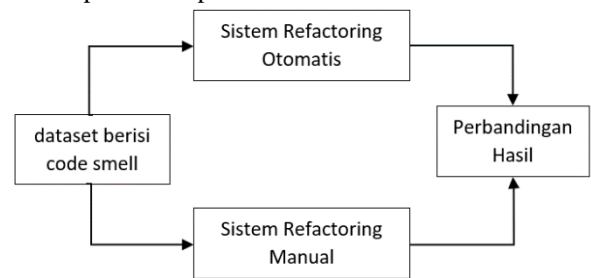 Sistem Refactoring
Otomatis
dataset berisi
code smell
Perbandingan
Hasil
Sistem Refactoring
Manual